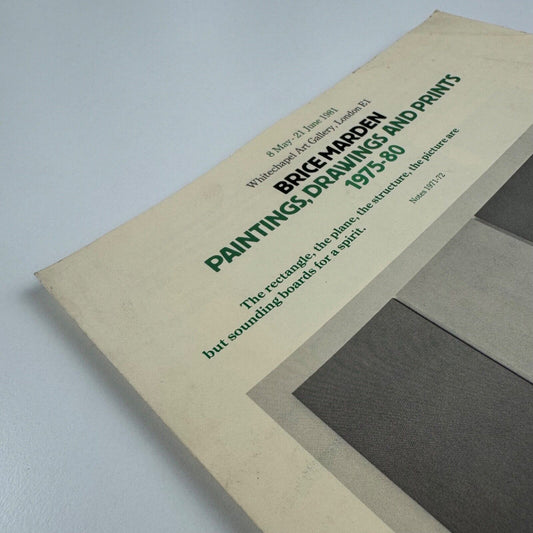 8 May - 21 June 1981
Whitechapel Art Gallery, London E1
BRICE MARDEN
PAINTINGS, DRAWINGS AND PRINTS
1975-80
The rectangle, the plane, the structure, the picture are
but sounding boards for a spirit.
Notes 1971-72